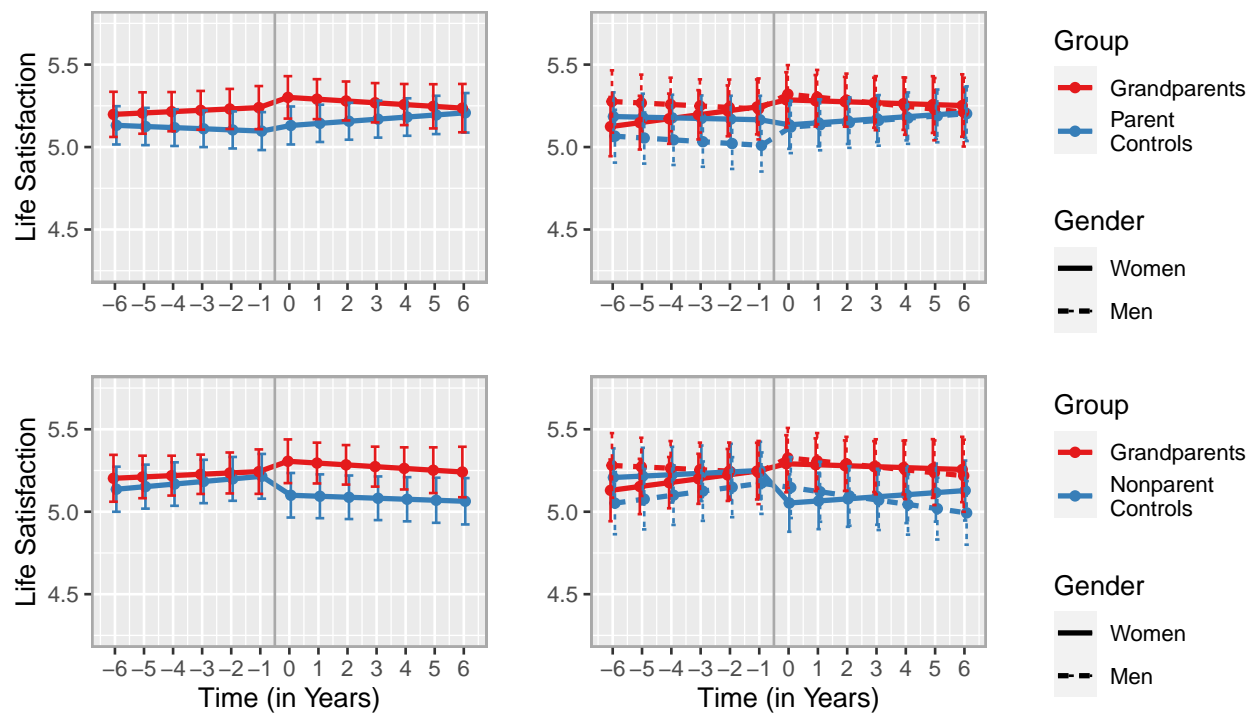 Life Satisfaction
5.5
5.0
4.5
−6 −5 −4 −3 −2 −1 0 1 2 3 4 5 6
5.5
5.0
4.5
−6 −5 −4 −3 −2 −1 0 1 2 3 4 5 6
Group
Grandparents
Parent
Controls
Gender
Women
Men
Life Satisfaction
5.5
5.0
4.5
−6 −5 −4 −3 −2 −1 0 1 2 3 4 5 6
Time (in Years)
5.5
5.0
4.5
−6 −5 −4 −3 −2 −1 0 1 2 3 4 5 6
Time (in Years)
Group
Grandparents
Nonparent
Controls
Gender
Women
Men